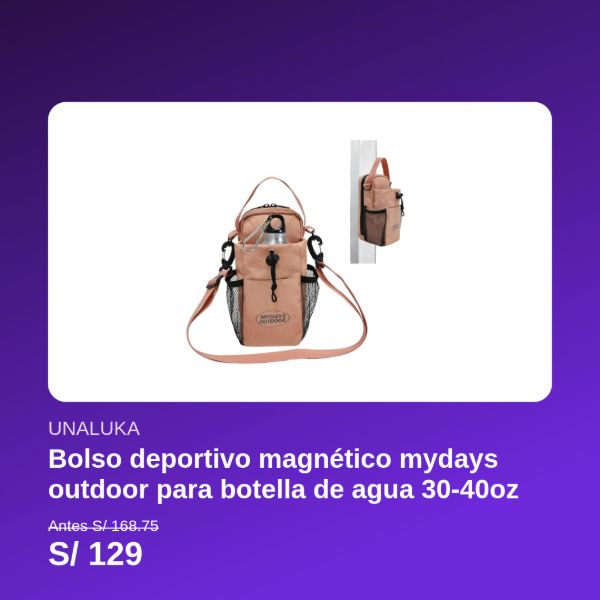 MYDAYS
OUTDOOR
UNALUKA
Bolso deportivo magnético mydays
outdoor para botella de agua 30-40oz
Antes S/ 168.75
S/ 129